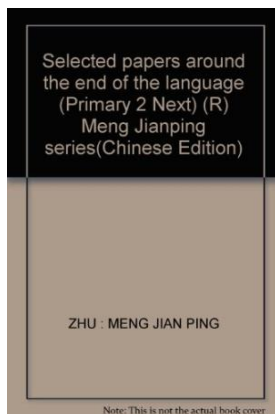 Selected papers around
the end of the language
(Primary 2 Next) (R)
Meng Jianping
series(Chinese Edition)
ZHU : MENG JIAN PING
Note: This is not the actual book cover